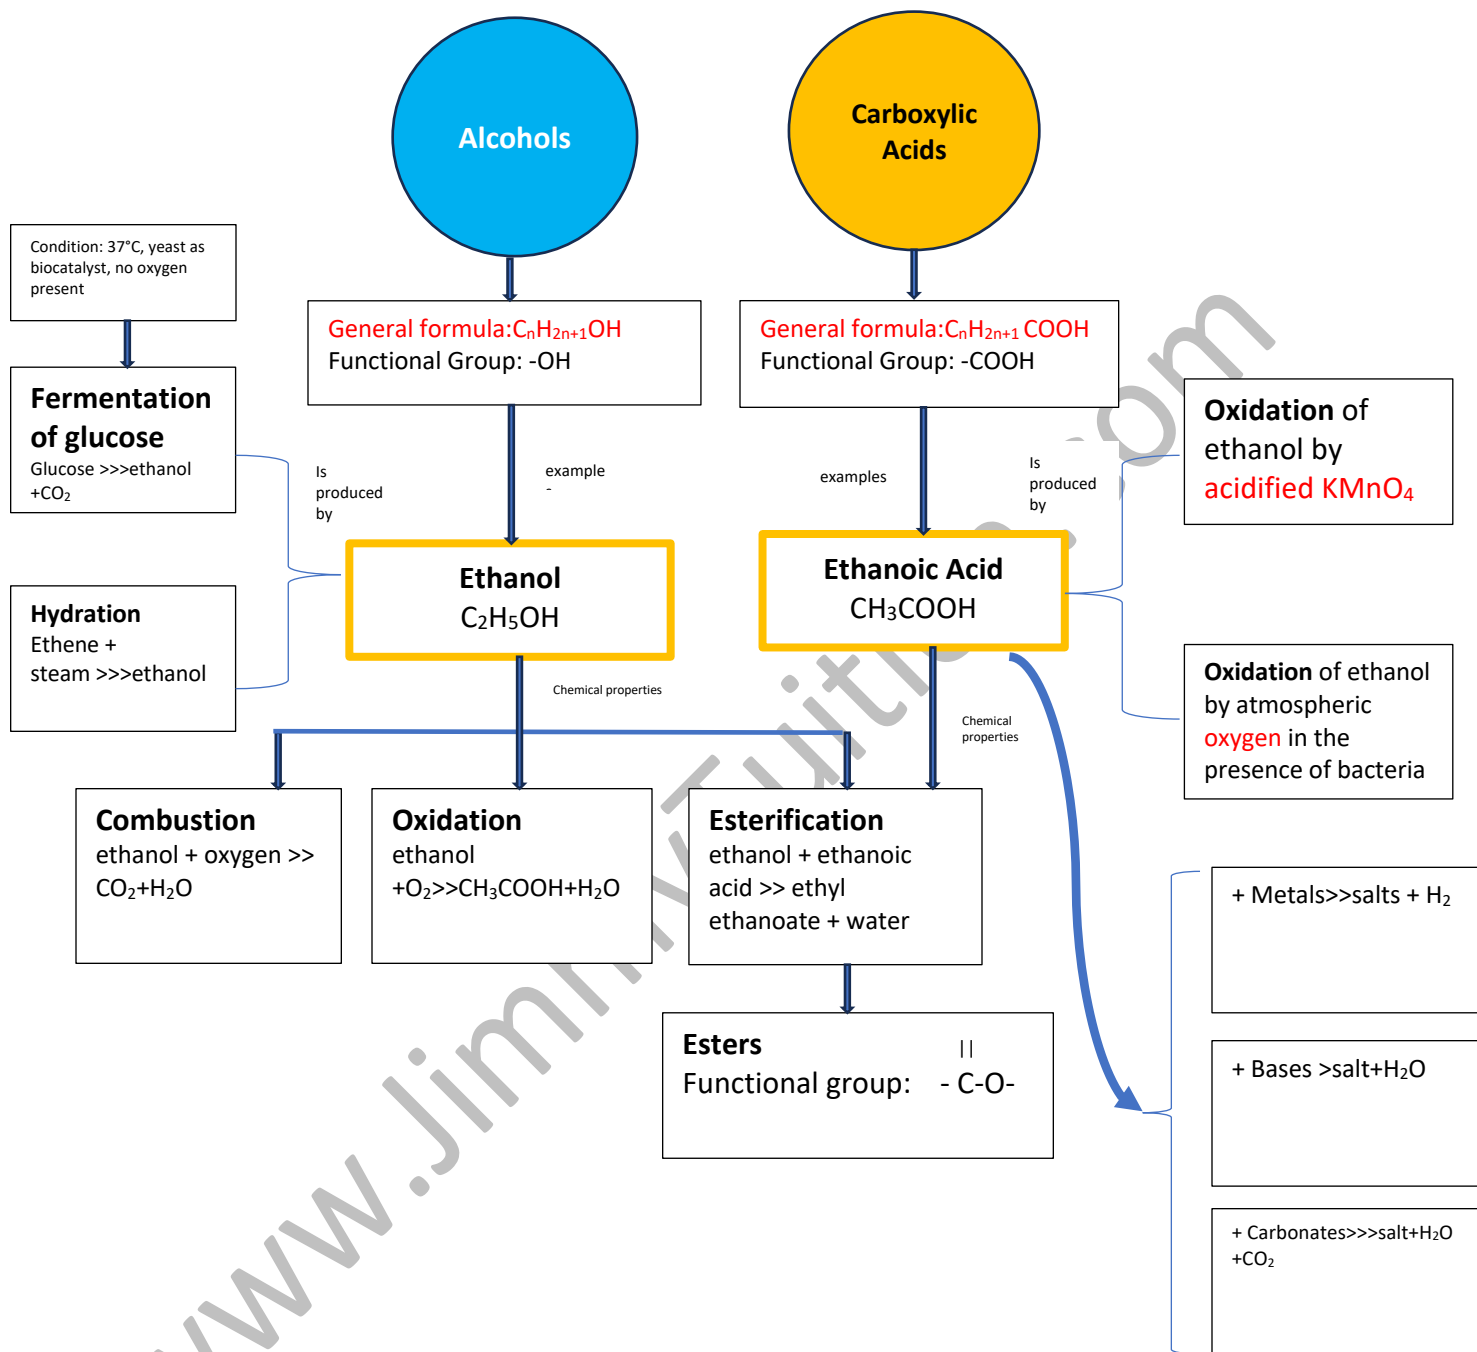 Alcohols
Carboxylic
Acids
Condition: 37°C, yeast as
biocatalyst, no oxygen
present
General formula:CₙH₂ₙ₊₁OH
Functional Group: -OH
General formula:CₙH₂ₙ₊₁ COOH
Functional Group: -COOH
Fermentation
of glucose
Glucose >>>ethanol
+CO₂
Is
produced
by
example
examples
Is
produced
by
Oxidation of
ethanol by
acidified KMnO₄
Ethanol
C₂H₅OH
Ethanoic Acid
CH₃COOH
Hydration
Ethene +
steam >>>ethanol
Oxidation of ethanol
by atmospheric
oxygen in the
presence of bacteria
Chemical properties
Chemical
properties
Combustion
ethanol + oxygen >>
CO₂+H₂O
Oxidation
ethanol
+O₂>>CH₃COOH+H₂O
Esterification
ethanol + ethanoic
acid >> ethyl
ethanoate + water
+ Metals>>salts + H₂
Esters
||
Functional group: - C-O-
+ Bases >salt+H₂O
+ Carbonates>>>salt+H₂O
+CO₂